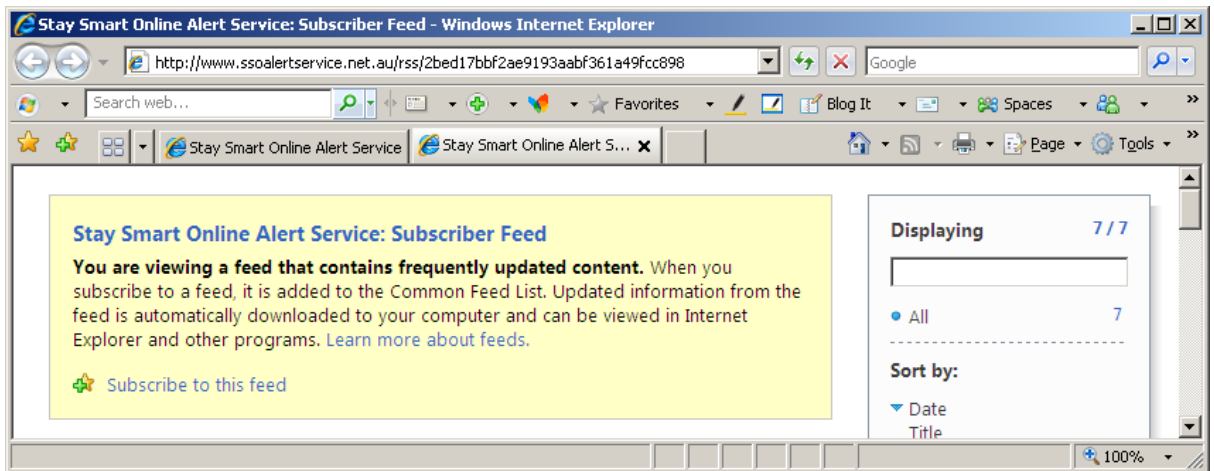 Stay Smart Online Alert Service: Subscriber Feed - Windows Internet Explorer
http://www.ssoalertservice.net.au/rss/2bed17bbf2ae9193aabf361a49fcc898 Google
Search web... Favorites Blog It Spaces »
Stay Smart Online Alert Service Stay Smart Online Alert S... Page Tools »
Stay Smart Online Alert Service: Subscriber Feed
You are viewing a feed that contains frequently updated content. When you
subscribe to a feed, it is added to the Common Feed List. Updated information from the
feed is automatically downloaded to your computer and can be viewed in Internet
Explorer and other programs. Learn more about feeds.
Subscribe to this feed
Displaying 7 / 7
All 7
Sort by:
Date
Title
100%